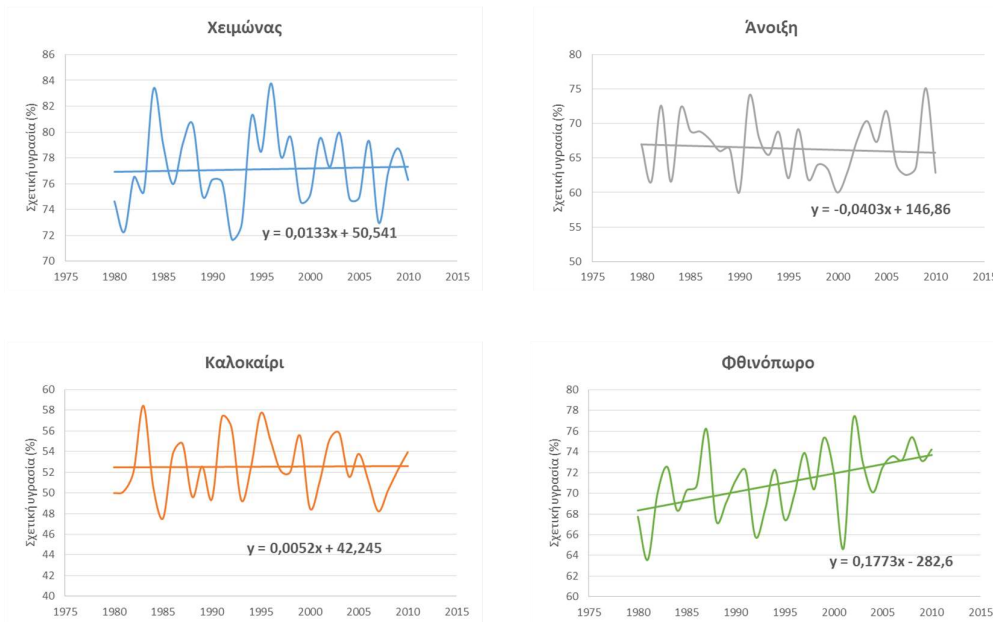 Χειμώνας
Σχετική υγρασία (%)
86
84
82
80
78
76
74
72
70
y = 0,0133x + 50,541
1975 1980 1985 1990 1995 2000 2005 2010 2015
Άνοιξη
Σχετική υγρασία (%)
80
75
70
65
60
55
50
y = -0,0403x + 146,86
1975 1980 1985 1990 1995 2000 2005 2010 2015
Καλοκαίρι
Σχετική υγρασία (%)
60
58
56
54
52
50
48
46
44
42
40
y = 0,0052x + 42,245
1975 1980 1985 1990 1995 2000 2005 2010 2015
Φθινόπωρο
Σχετική υγρασία (%)
80
78
76
74
72
70
68
66
64
62
60
y = 0,1773x - 282,6
1975 1980 1985 1990 1995 2000 2005 2010 2015